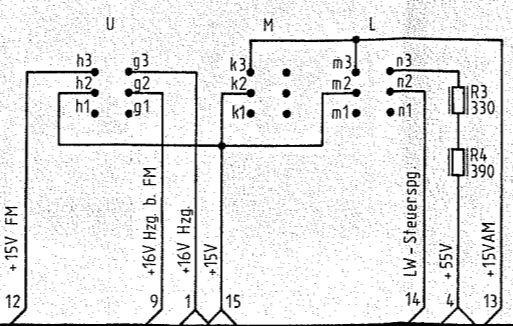 U M L
h3 g3 k3 m3 n3
h2 g2 k2 m2 n2
h1 g1 k1 m1 n1
R3
330
R4
390
+15V FM
+16V Hzg. b. FM
+16V Hzg.
+15V
LW-Steuerspg.
+55V
+15VAM
12 9 1 15 14 4 13